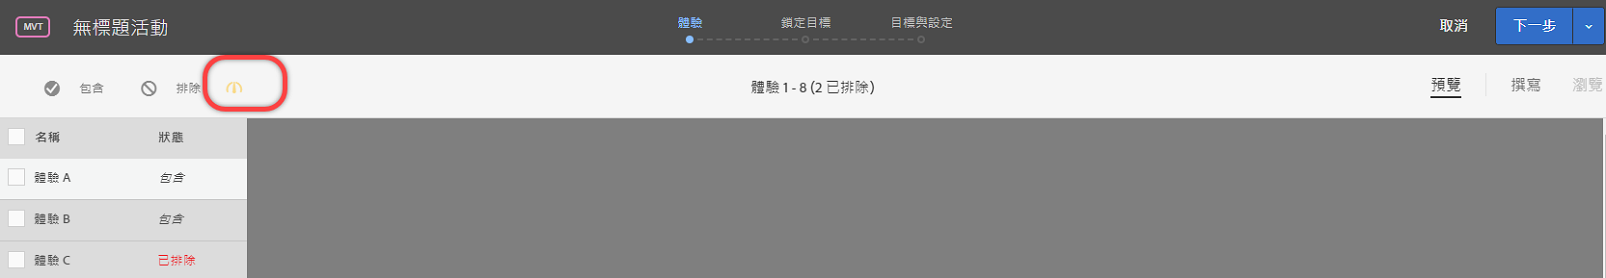 MVT 無標題活動 體驗 鎖定目標 目標與設定 取消 下一步
包含 排除 體驗 1 - 8 (2 已排除) 預覽 撰寫 瀏覽
名稱 狀態
體驗 A 包含
體驗 B 包含
體驗 C 已排除